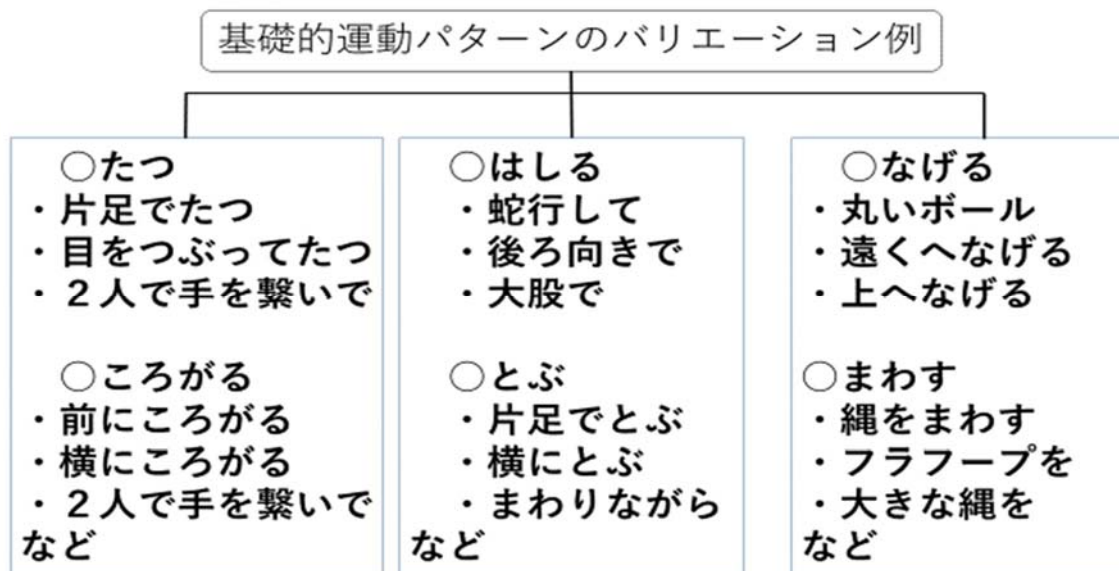 基礎的運動パターンのバリエーション例
○たつ
・片足でたつ
・目をつぶってたつ
・２人で手を繋いで
○ころがる
・前にころがる
・横にころがる
・２人で手を繋いで
など
○はしる
・蛇行して
・後ろ向きで
・大股で
○とぶ
・片足でとぶ
・横にとぶ
・まわりながら
など
○なげる
・丸いボール
・遠くへなげる
・上へなげる
○まわす
・縄をまわす
・フラフープを
・大きな縄を
など